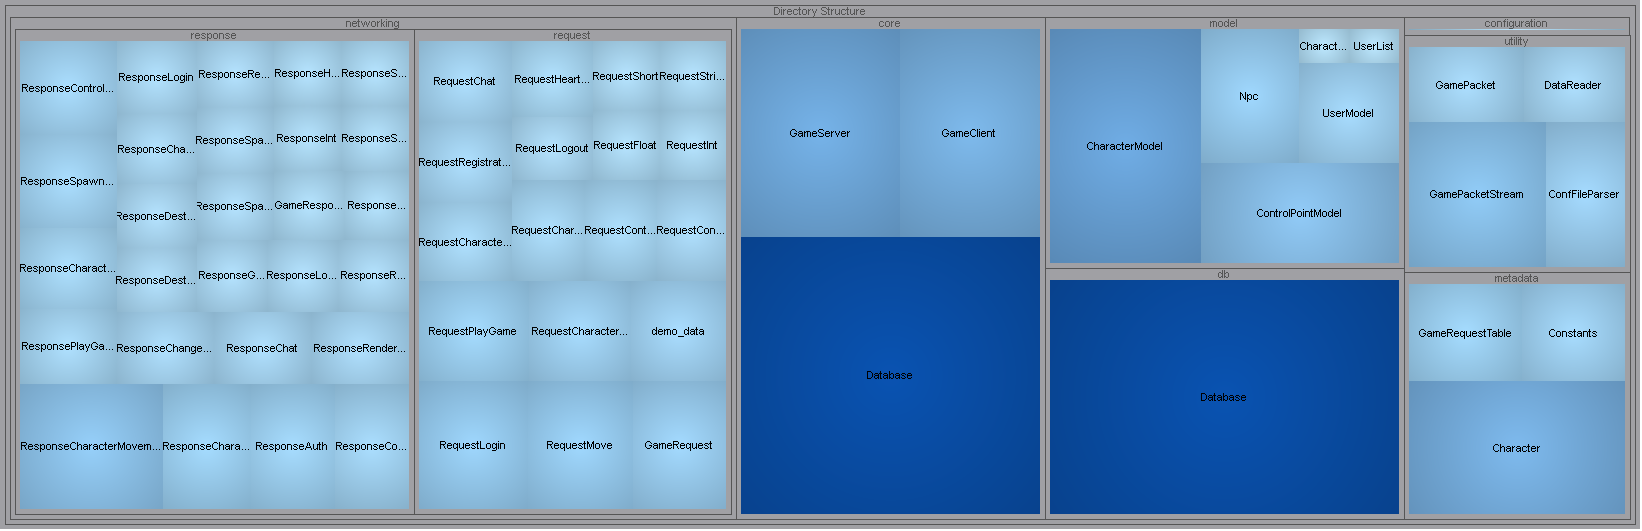 Directory Structure
networking
core
model
configuration
response
request
utility
ResponseControl...
ResponseLogin
ResponseRe...
ResponseH...
ResponseS...
ResponseSpawn...
ResponseCha...
ResponseSpa...
ResponseInt
ResponseS...
ResponseDest...
ResponseSpa...
GameRespo...
Response...
ResponseCharact...
ResponseDest...
ResponseG...
ResponseLo...
ResponseR...
ResponsePlayGa...
ResponseChange...
ResponseChat
ResponseRender...
ResponseCharacterMovem...
ResponseChara...
ResponseAuth
ResponseCo...
RequestChat
RequestHeart...
RequestShort
RequestStri...
RequestRegistrat...
RequestLogout
RequestFloat
RequestInt
RequestCharacte...
RequestChar...
RequestCont...
RequestCon...
RequestPlayGame
RequestCharacter...
demo_data
RequestLogin
RequestMove
GameRequest
GameServer
GameClient
Database
CharacterModel
Npc
Charact...
UserList
UserModel
ControlPointModel
db
Database
GamePacket
DataReader
GamePacketStream
ConfFileParser
metadata
GameRequestTable
Constants
Character